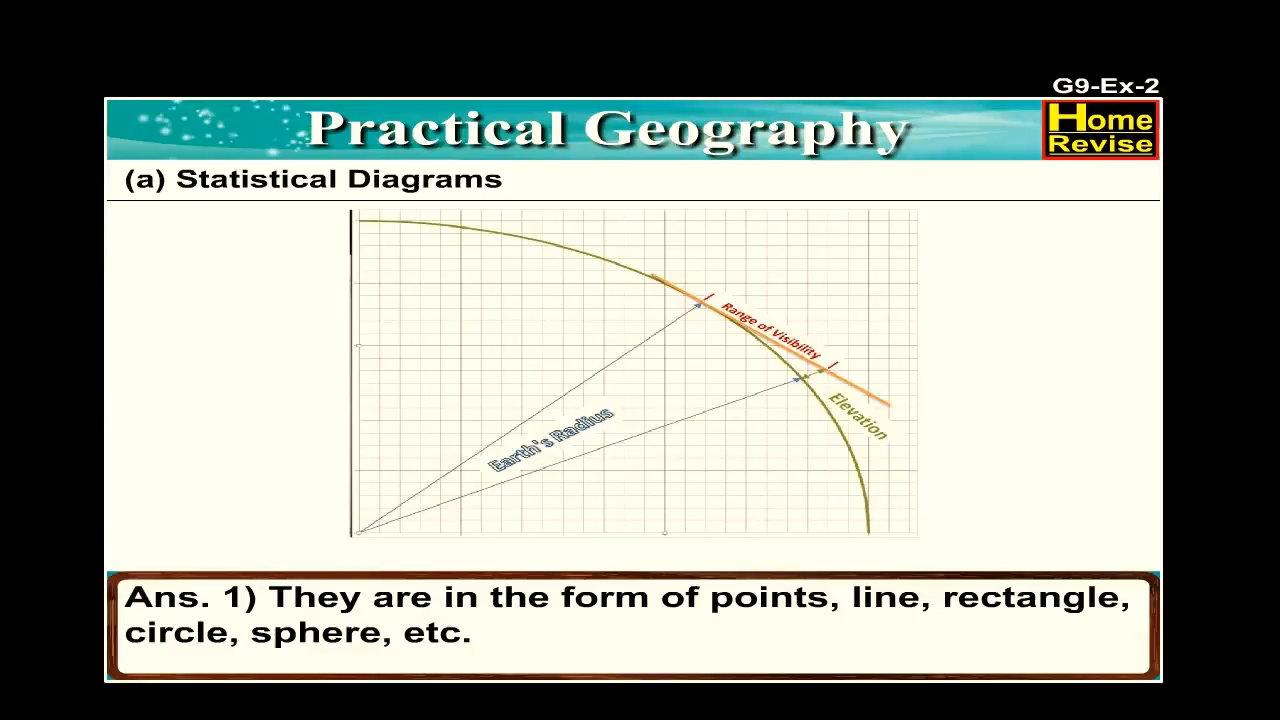 G9-Ex-2
Practical Geography
Home
Revise
(a) Statistical Diagrams
Range of Visibility
Elevation
Earth's Radius
Ans. 1) They are in the form of points, line, rectangle,
circle, sphere, etc.